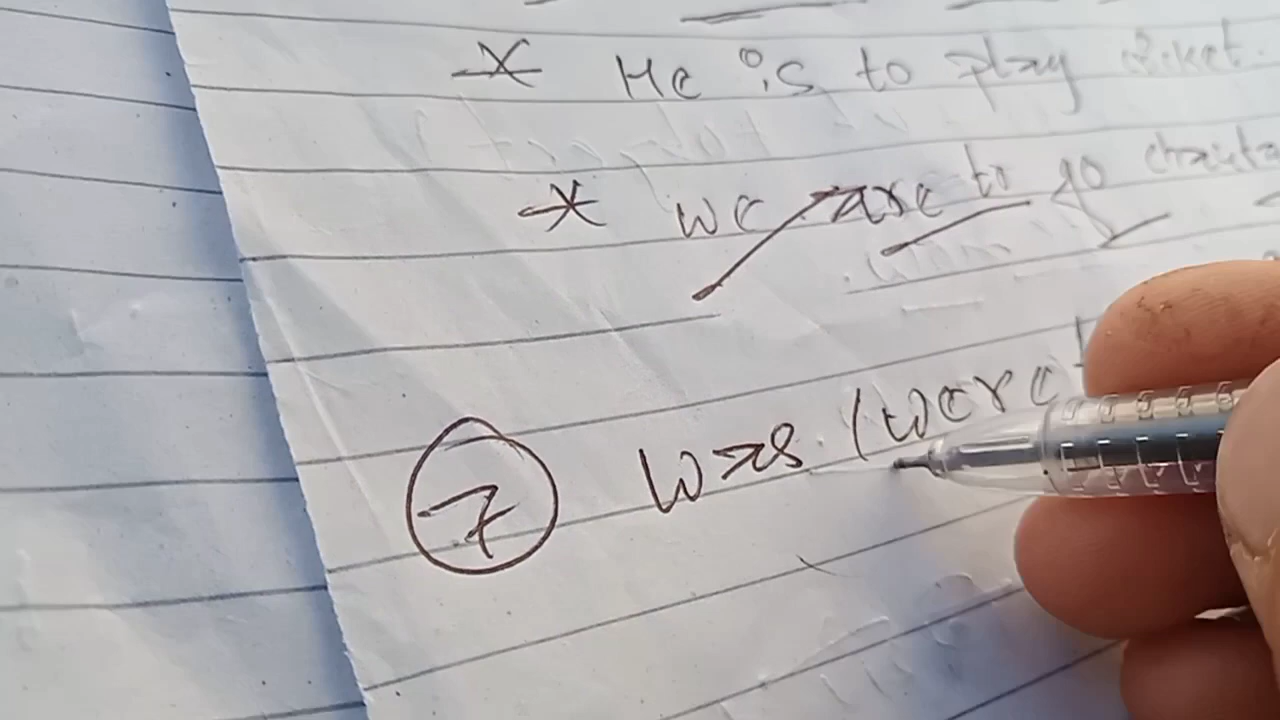 * He is to play
* we are to go
7 was / were